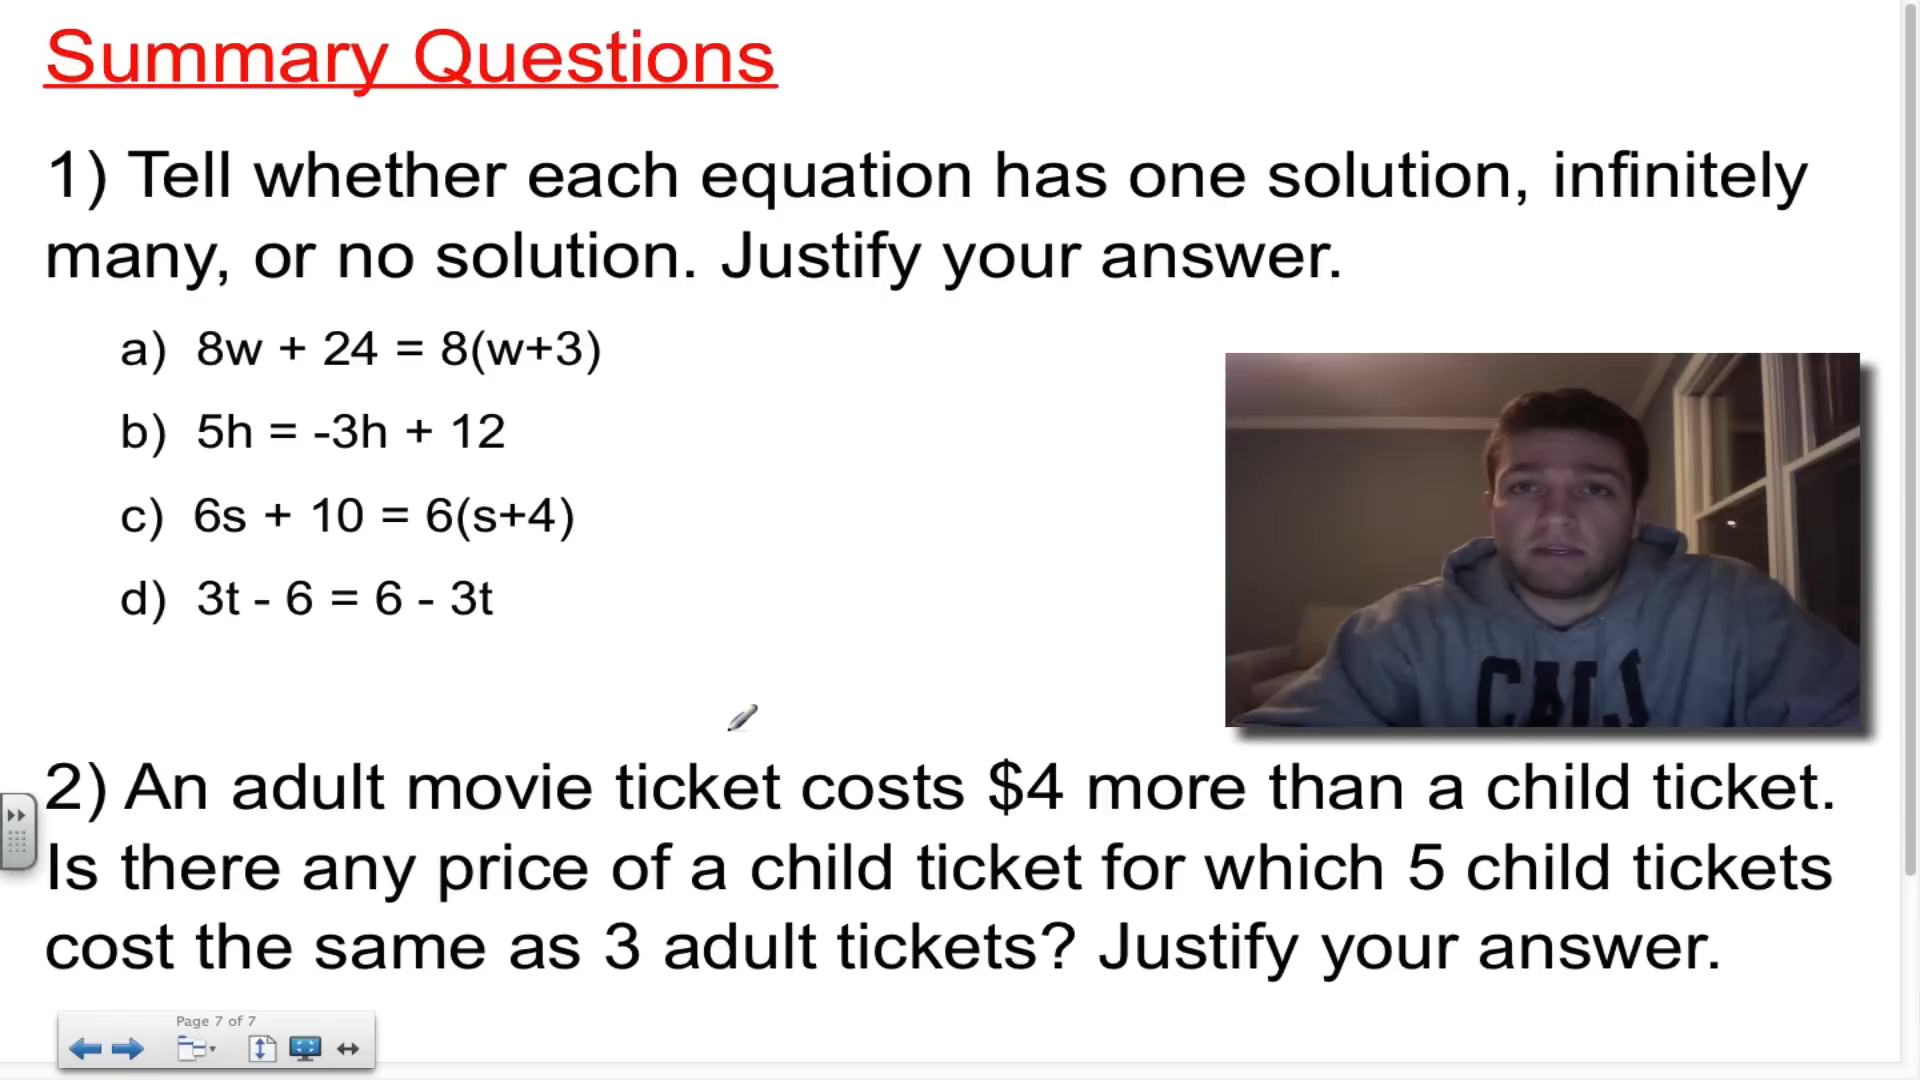 Summary Questions
1) Tell whether each equation has one solution, infinitely
many, or no solution. Justify your answer.
a) 8w + 24 = 8(w+3)
b) 5h = -3h + 12
c) 6s + 10 = 6(s+4)
d) 3t - 6 = 6 - 3t
2) An adult movie ticket costs $4 more than a child ticket.
Is there any price of a child ticket for which 5 child tickets
cost the same as 3 adult tickets? Justify your answer.
Page 7 of 7